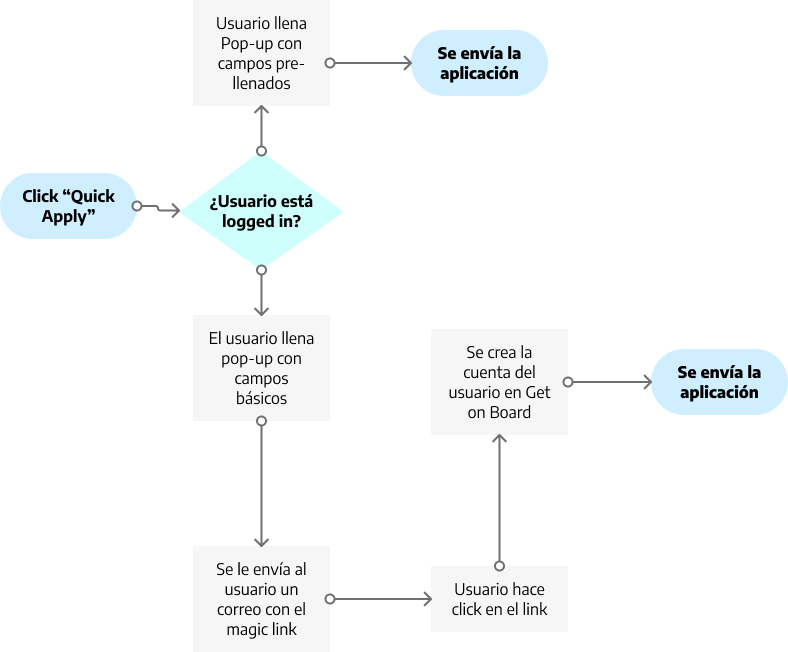 Usuario llena
Pop-up con
campos pre-
llenados
Se envía la
aplicación
Click “Quick
Apply”
¿Usuario está
logged in?
El usuario llena
pop-up con
campos
básicos
Se le envía al
usuario un
correo con el
magic link
Usuario hace
click en el link
Se crea la
cuenta del
usuario en Get
on Board
Se envía la
aplicación